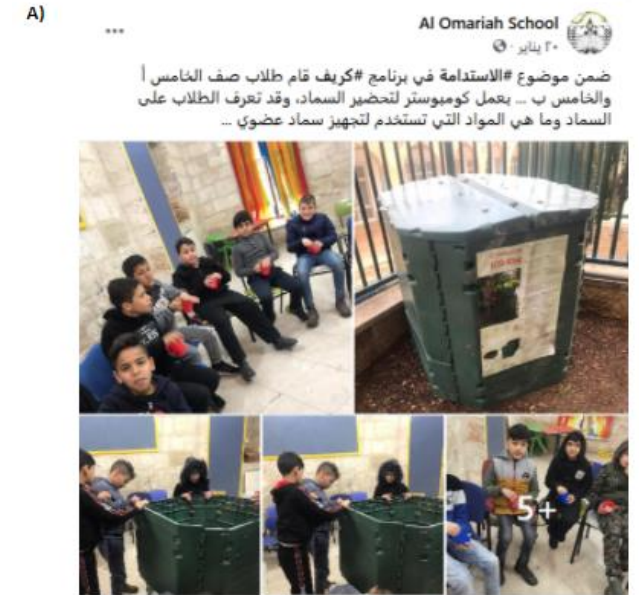 A)
Al Omariah School
٢٠ يناير ·
ضمن موضوع #الاستدامة في برنامج #كريف قام طلاب صف الخامس أ
والخامس ب ... بعمل كومبوستر لتحضير السماد، وقد تعرف الطلاب على
السماد وما هي المواد التي تستخدم لتجهيز سماد عضوي ...
5+